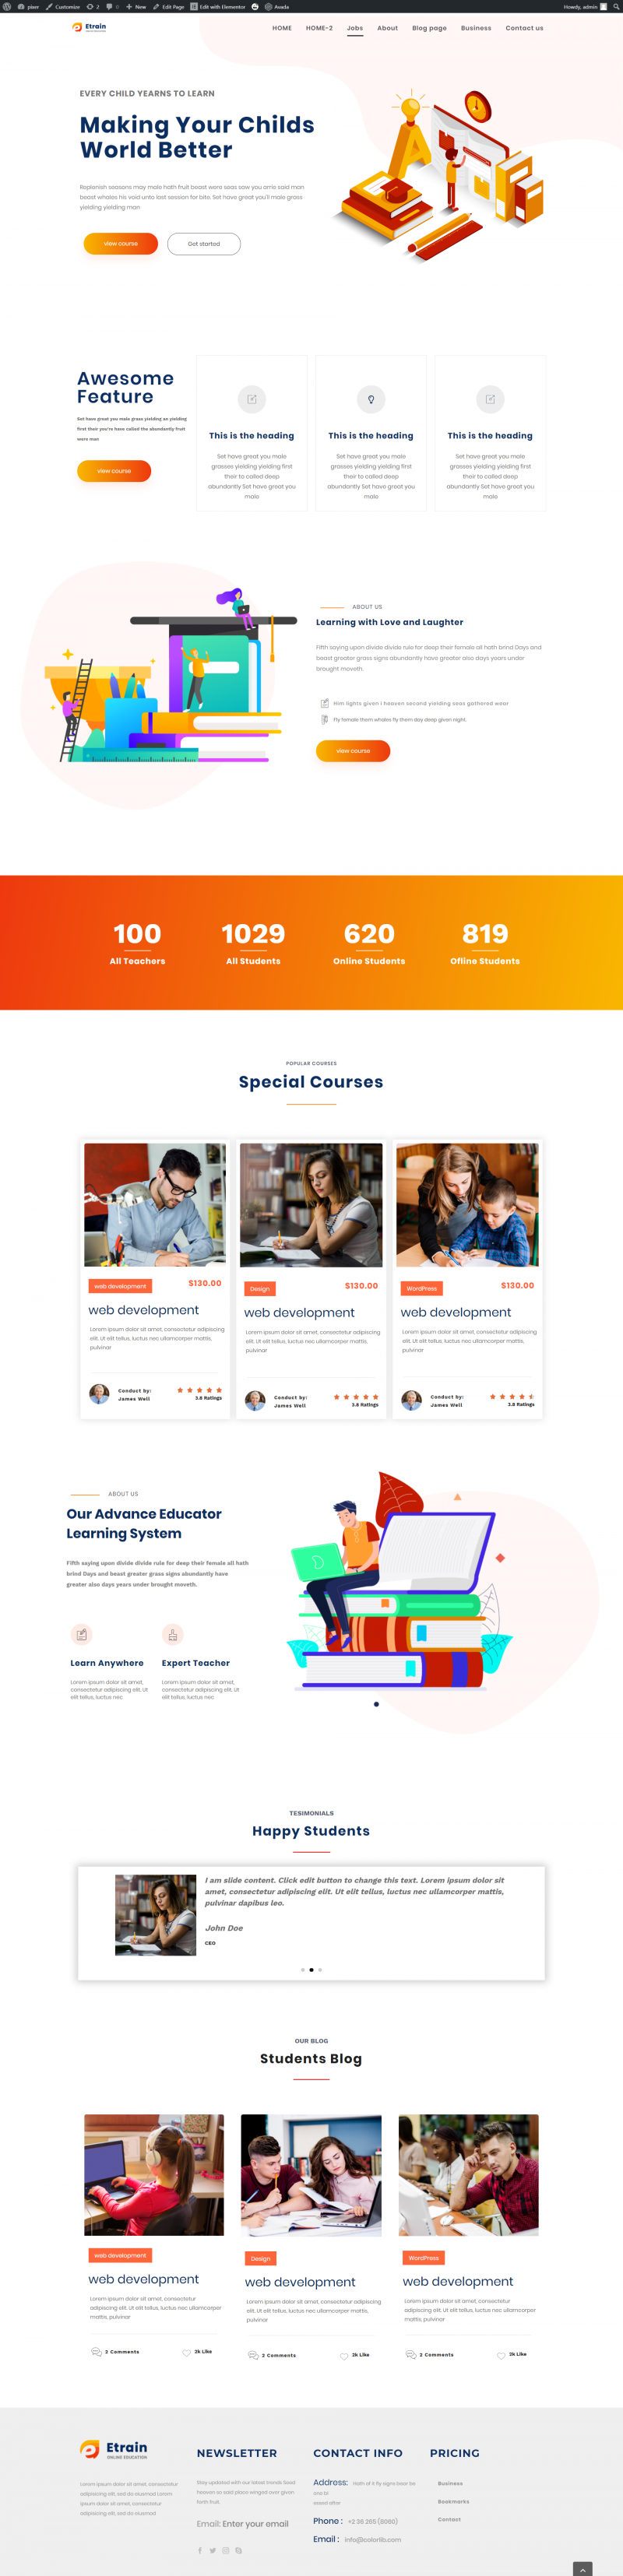 pixer Customize 2 0 New Edit Page Edit with Elementor Avada Howdy, admin
Etrain
HOME HOME-2 Jobs About Blog page Business Contact us
EVERY CHILD YEARNS TO LEARN
Making Your Childs
World Better
Replenish seasons may male hath fruit beast were seas saw you arrie said man
beast whales his void unto last session for bite. Set have great you'll male grass
yielding yielding man
view course
Get started
Awesome
Feature
Set have great you male grass yielding an yielding
first their you're have called the abundantly fruit
were man
view course
This is the heading
Set have great you male
grasses yielding yielding first
their to called deep
abundantly Set have great you
male
This is the heading
Set have great you male
grasses yielding yielding first
their to called deep
abundantly Set have great you
male
This is the heading
Set have great you male
grasses yielding yielding first
their to called deep
abundantly Set have great you
male
ABOUT US
Learning with Love and Laughter
Fifth saying upon divide divide rule for deep their female all hath brind Days and
beast greater grass signs abundantly have greater also days years under
brought moveth.
Him lights given i heaven second yielding seas gathered wear
Fly female them whales fly them day deep given night.
view course
100 1029 620 819
All Teachers All Students Online Students Ofline Students
POPULAR COURSES
Special Courses
web development $130.00
web development
Lorem ipsum dolor sit amet, consectetur adipiscing
elit. Ut elit tellus, luctus nec ullamcorper mattis,
pulvinar
Conduct by:
James Well
3.8 Ratings
Design $130.00
web development
Lorem ipsum dolor sit amet, consectetur adipiscing
elit. Ut elit tellus, luctus nec ullamcorper mattis,
pulvinar
Conduct by:
James Well
3.8 Ratings
WordPress $130.00
web development
Lorem ipsum dolor sit amet, consectetur adipiscing
elit. Ut elit tellus, luctus nec ullamcorper mattis,
pulvinar
Conduct by:
James Well
3.8 Ratings
ABOUT US
Our Advance Educator
Learning System
Fifth saying upon divide divide rule for deep their female all hath
brind Days and beast greater grass signs abundantly have
greater also days years under brought moveth.
Learn Anywhere
Lorem ipsum dolor sit amet,
consectetur adipiscing elit. Ut
elit tellus, luctus nec
Expert Teacher
Lorem ipsum dolor sit amet,
consectetur adipiscing elit. Ut
elit tellus, luctus nec
TESIMONIALS
Happy Students
I am slide content. Click edit button to change this text. Lorem ipsum dolor sit
amet, consectetur adipiscing elit. Ut elit tellus, luctus nec ullamcorper mattis,
pulvinar dapibus leo.
John Doe
CEO
OUR BLOG
Students Blog
web development
web development
Lorem ipsum dolor sit amet, consectetur
adipiscing elit. Ut elit tellus, luctus nec ullamcorper
mattis, pulvinar
2 Comments 2k Like
Design
web development
Lorem ipsum dolor sit amet, consectetur adipiscing
elit. Ut elit tellus, luctus nec ullamcorper mattis,
pulvinar
2 Comments 2k Like
WordPress
web development
Lorem ipsum dolor sit amet, consectetur
adipiscing elit. Ut elit tellus, luctus nec ullamcorper
mattis, pulvinar
2 Comments 2k Like
Etrain
ONLINE EDUCATION
Lorem ipsum dolor sit amet, consectetur
adipisicing elit, sed do eiusmod Lorem
ipsum dolor sit amet, consectetur
adipisicing elit, sed do eiusmod
NEWSLETTER
Stay updated with our latest trends Seed
heaven so said place winged over given
forth fruit.
Email: Enter your email
CONTACT INFO
Address: Hath of it fly signs bear be
one to
Phone : +2 36 265 (8060)
Email : info@colorlib.com
PRICING
Business
Bookmarks
Contact